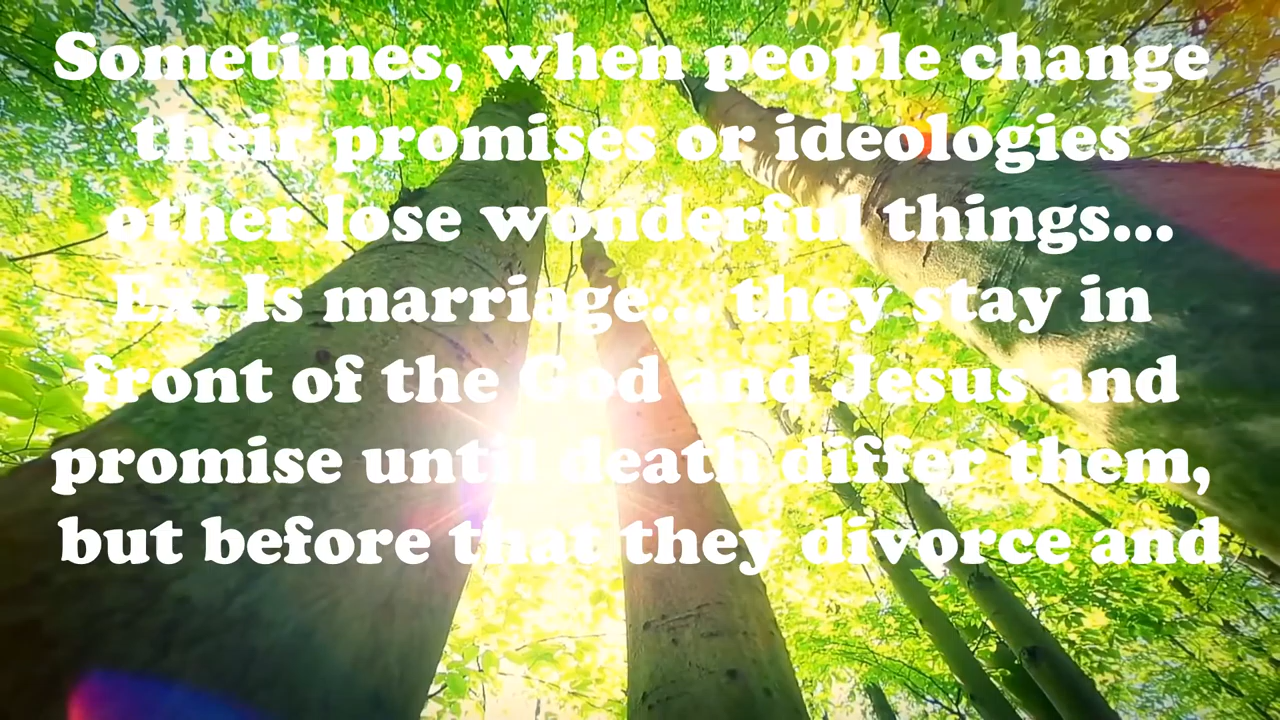 Sometimes, when people change
their promises or ideologies
other lose wonderful things...
Ex. Is marriage... they stay in
front of the God and Jesus and
promise until death differ them,
but before that they divorce and